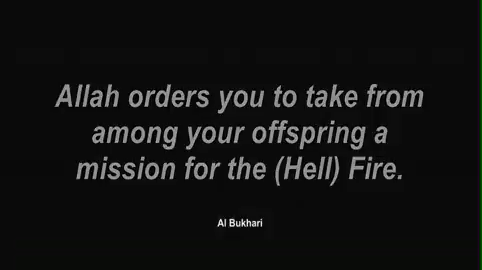 Allah orders you to take from
among your offspring a
mission for the (Hell) Fire.
Al Bukhari